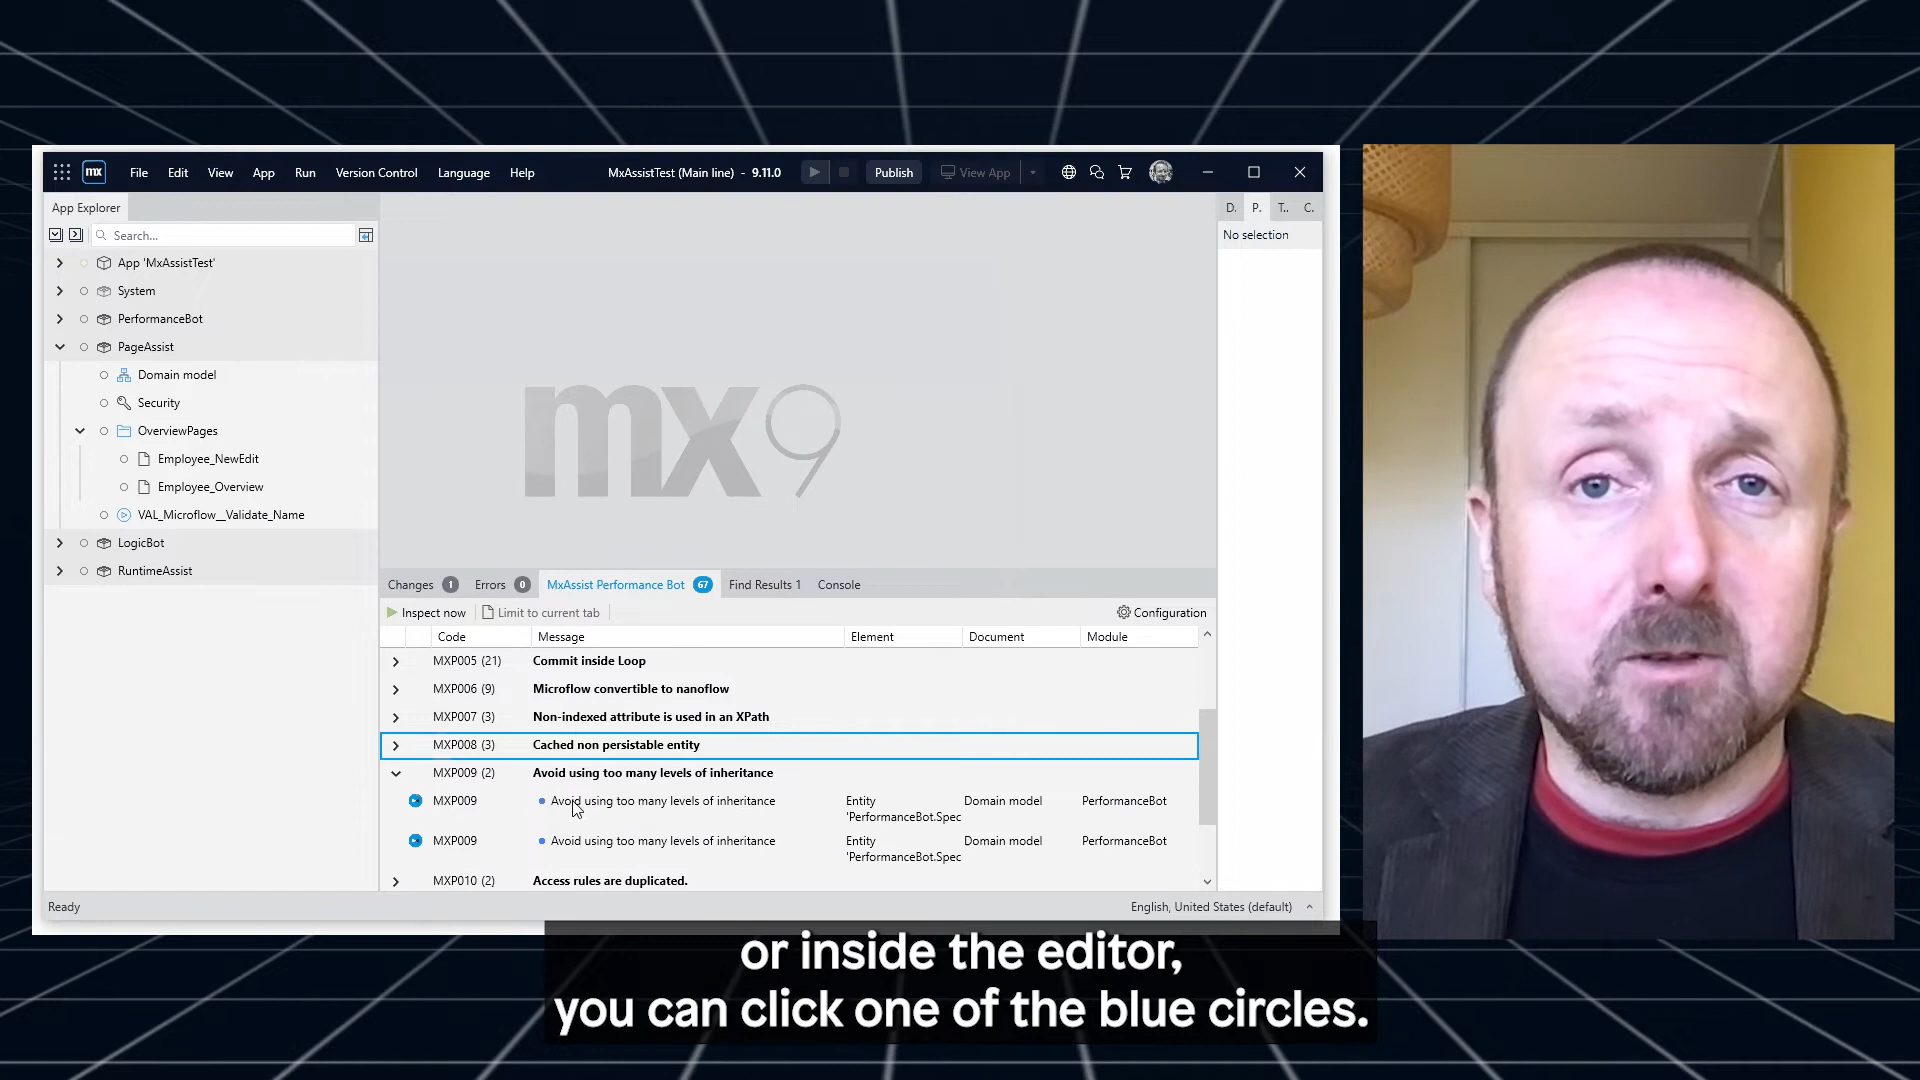 mx File Edit View App Run Version Control Language Help MxAssistTest (Main line) - 9.11.0 Publish View App
App Explorer
Search...
App 'MxAssistTest'
System
PerformanceBot
PageAssist
Domain model
Security
OverviewPages
Employee_NewEdit
Employee_Overview
VAL_Microflow__Validate_Name
LogicBot
RuntimeAssist
mx9
D. P. T.. C.
No selection
Changes 1 Errors 0 MxAssist Performance Bot 67 Find Results 1 Console
Inspect now Limit to current tab Configuration
Code Message Element Document Module
MXP005 (21) Commit inside Loop
MXP006 (9) Microflow convertible to nanoflow
MXP007 (3) Non-indexed attribute is used in an XPath
MXP008 (3) Cached non persistable entity
MXP009 (2) Avoid using too many levels of inheritance
MXP009 Avoid using too many levels of inheritance Entity Domain model PerformanceBot
'PerformanceBot.Spec
MXP009 Avoid using too many levels of inheritance Entity Domain model PerformanceBot
'PerformanceBot.Spec
MXP010 (2) Access rules are duplicated.
Ready English, United States (default)
or inside the editor,
you can click one of the blue circles.